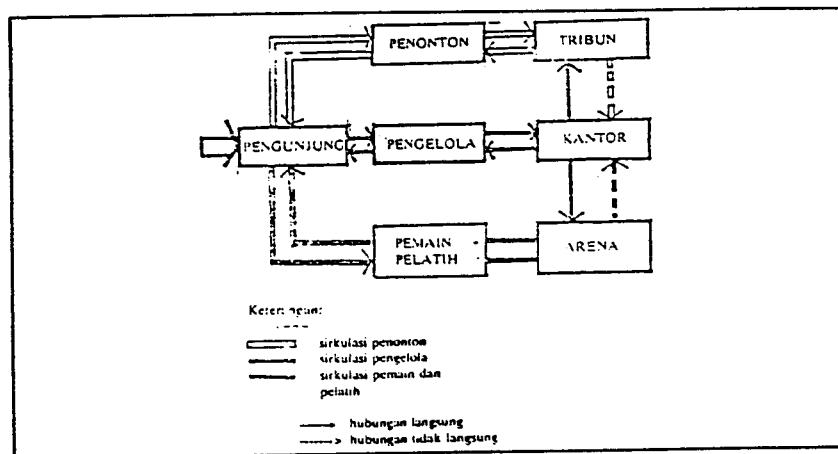 PENONTON
TRIBUN
PENGUNJUNG
PENGELOLA
KANTOR
PEMAIN
PELATIH
ARENA
Keterangan:
sirkulasi penonton
sirkulasi pengelola
sirkulasi pemain dan
pelatih
hubungan langsung
hubungan tidak langsung